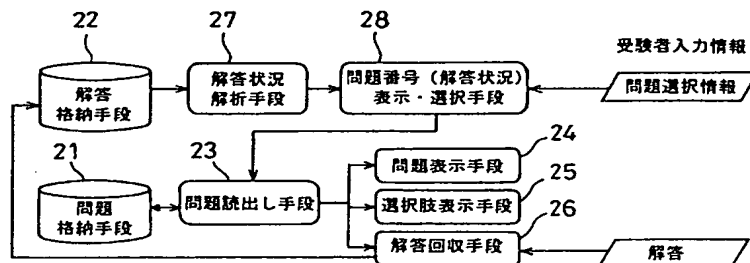 22
27
28
受験者入力情報
解答
格納手段
解答状況
解析手段
問題番号（解答状況）
表示・選択手段
問題選択情報
21
23
24
問題
格納手段
問題読出し手段
問題表示手段
25
選択肢表示手段
26
解答回収手段
解答